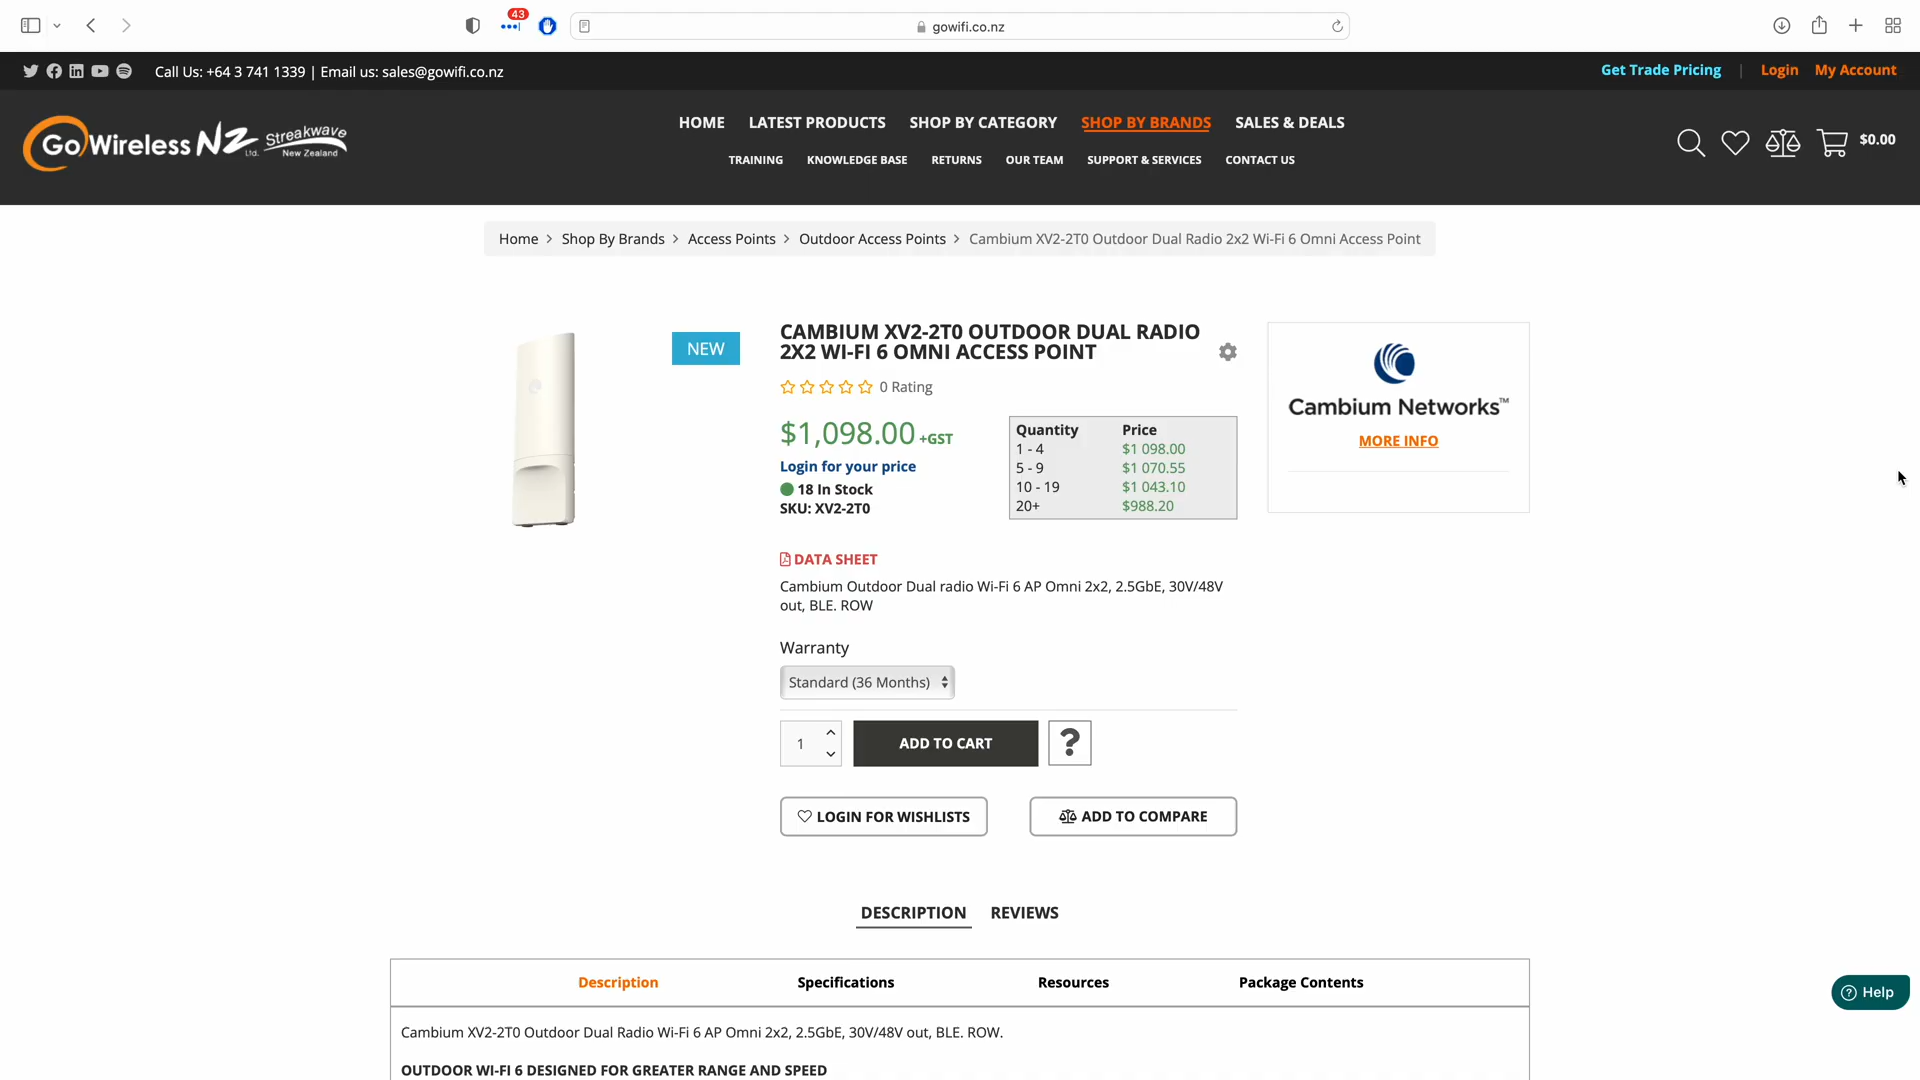 43
gowifi.co.nz
Call Us: +64 3 741 1339 | Email us: sales@gowifi.co.nz
Get Trade Pricing | Login My Account
GoWireless NZ Ltd. Streakwave New Zealand
HOME LATEST PRODUCTS SHOP BY CATEGORY SHOP BY BRANDS SALES & DEALS
TRAINING KNOWLEDGE BASE RETURNS OUR TEAM SUPPORT & SERVICES CONTACT US
$0.00
Home > Shop By Brands > Access Points > Outdoor Access Points > Cambium XV2-2T0 Outdoor Dual Radio 2x2 Wi-Fi 6 Omni Access Point
NEW
CAMBIUM XV2-2T0 OUTDOOR DUAL RADIO
2X2 WI-FI 6 OMNI ACCESS POINT
0 Rating
$1,098.00 +GST
Login for your price
18 In Stock
SKU: XV2-2T0
Quantity Price
1 - 4 $1 098.00
5 - 9 $1 070.55
10 - 19 $1 043.10
20+ $988.20
Cambium Networks™
MORE INFO
DATA SHEET
Cambium Outdoor Dual radio Wi-Fi 6 AP Omni 2x2, 2.5GbE, 30V/48V
out, BLE. ROW
Warranty
Standard (36 Months)
1 ADD TO CART ?
LOGIN FOR WISHLISTS ADD TO COMPARE
DESCRIPTION REVIEWS
Description Specifications Resources Package Contents
? Help
Cambium XV2-2T0 Outdoor Dual Radio Wi-Fi 6 AP Omni 2x2, 2.5GbE, 30V/48V out, BLE. ROW.
OUTDOOR WI-FI 6 DESIGNED FOR GREATER RANGE AND SPEED